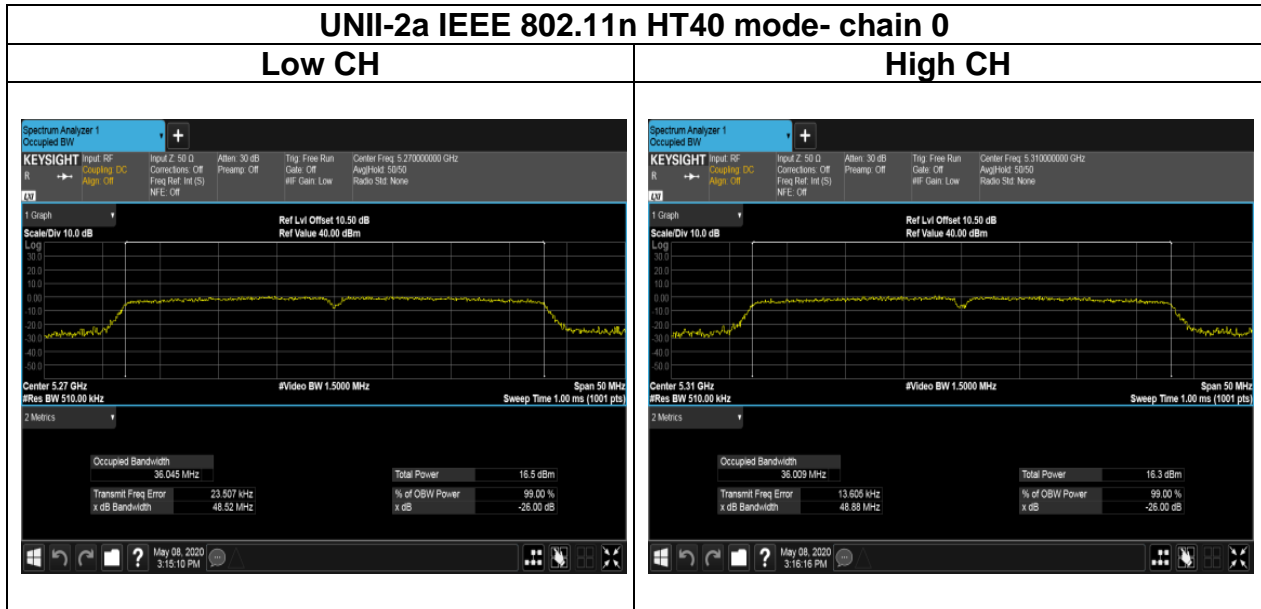 UNII-2a IEEE 802.11n HT40 mode- chain 0
Low CH
High CH
Spectrum Analyzer 1
Occupied BW
+
KEYSIGHT
R
LXI
Input: RF
Coupling: DC
Align: Off
Input Z: 50 Ω
Corrections: Off
Freq Ref: Int (S)
NFE: Off
Atten: 30 dB
Preamp: Off
Trig: Free Run
Gate: Off
#IF Gain: Low
Center Freq: 5.270000000 GHz
Avg|Hold: 50/50
Radio Std: None
1 Graph
Scale/Div 10.0 dB
Ref Lvl Offset 10.50 dB
Ref Value 40.00 dBm
Log
30.0
20.0
10.0
0.00
-10.0
-20.0
-30.0
-40.0
-50.0
Center 5.27 GHz
#Res BW 510.00 kHz
#Video BW 1.5000 MHz
Span 50 MHz
Sweep Time 1.00 ms (1001 pts)
2 Metrics
Occupied Bandwidth
36.045 MHz
Transmit Freq Error 23.507 kHz
x dB Bandwidth 48.52 MHz
Total Power 16.5 dBm
% of OBW Power 99.00 %
x dB -26.00 dB
?
May 08, 2020
3:15:10 PM
Spectrum Analyzer 1
Occupied BW
+
KEYSIGHT
R
LXI
Input: RF
Coupling: DC
Align: Off
Input Z: 50 Ω
Corrections: Off
Freq Ref: Int (S)
NFE: Off
Atten: 30 dB
Preamp: Off
Trig: Free Run
Gate: Off
#IF Gain: Low
Center Freq: 5.310000000 GHz
Avg|Hold: 50/50
Radio Std: None
1 Graph
Scale/Div 10.0 dB
Ref Lvl Offset 10.50 dB
Ref Value 40.00 dBm
Log
30.0
20.0
10.0
0.00
-10.0
-20.0
-30.0
-40.0
-50.0
Center 5.31 GHz
#Res BW 510.00 kHz
#Video BW 1.5000 MHz
Span 50 MHz
Sweep Time 1.00 ms (1001 pts)
2 Metrics
Occupied Bandwidth
36.009 MHz
Transmit Freq Error 13.605 kHz
x dB Bandwidth 48.88 MHz
Total Power 16.3 dBm
% of OBW Power 99.00 %
x dB -26.00 dB
?
May 08, 2020
3:16:16 PM